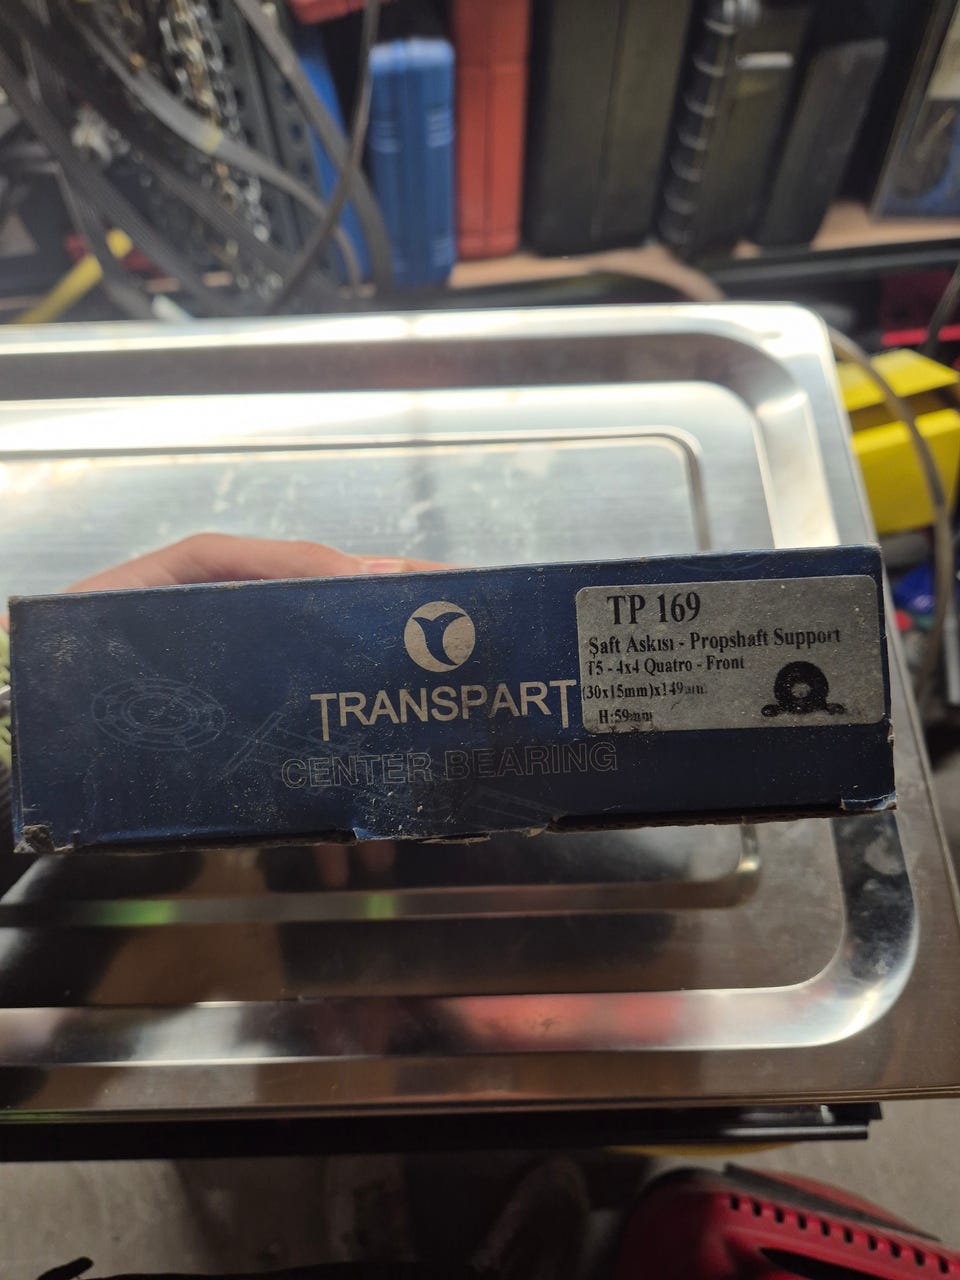 TRANSPART
CENTER BEARING
TP 169
Şaft Askısı - Propshaft Support
T5 - 4x4 Quatro - Front
(30x15mm)x149mm.
H:59mm